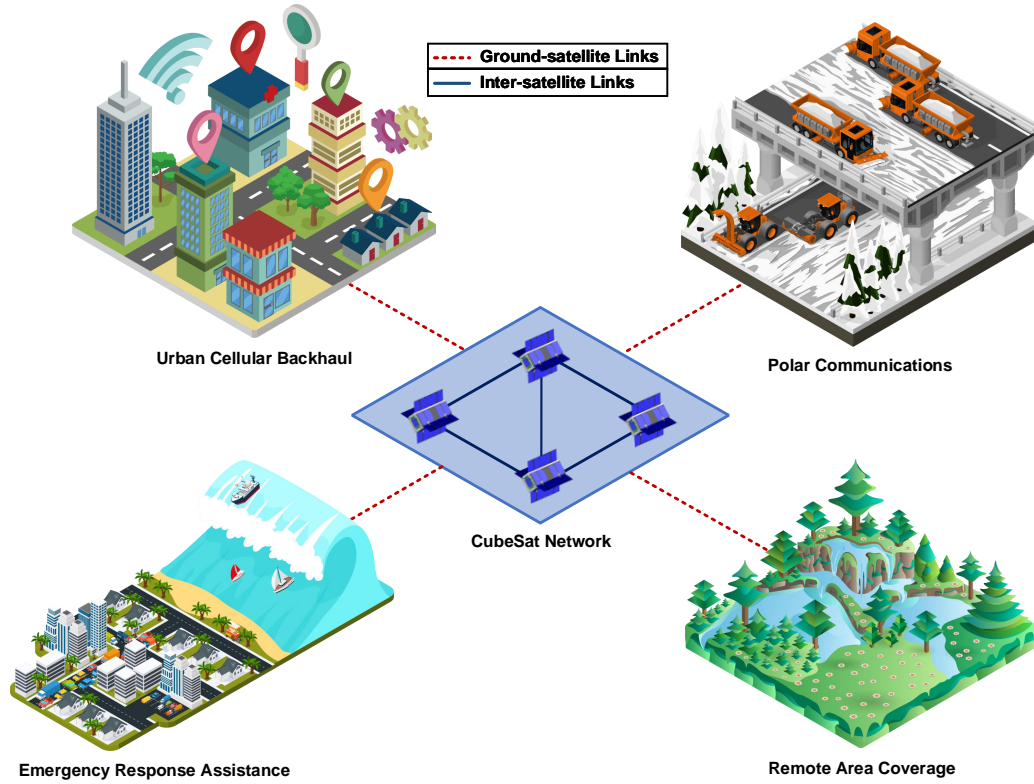 Ground-satellite Links
Inter-satellite Links
Urban Cellular Backhaul
Polar Communications
CubeSat Network
Emergency Response Assistance
Remote Area Coverage